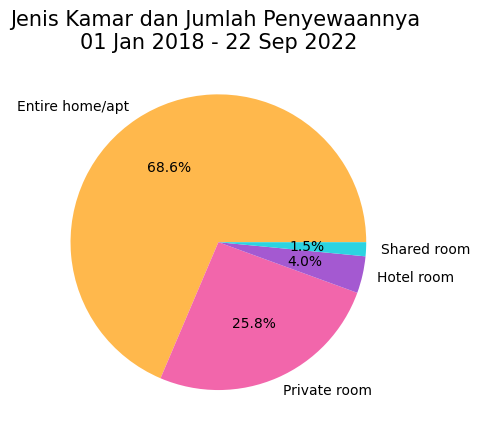 Jenis Kamar dan Jumlah Penyewaannya
01 Jan 2018 - 22 Sep 2022
Entire home/apt
68.6%
1.5%
Shared room
4.0%
Hotel room
25.8%
Private room